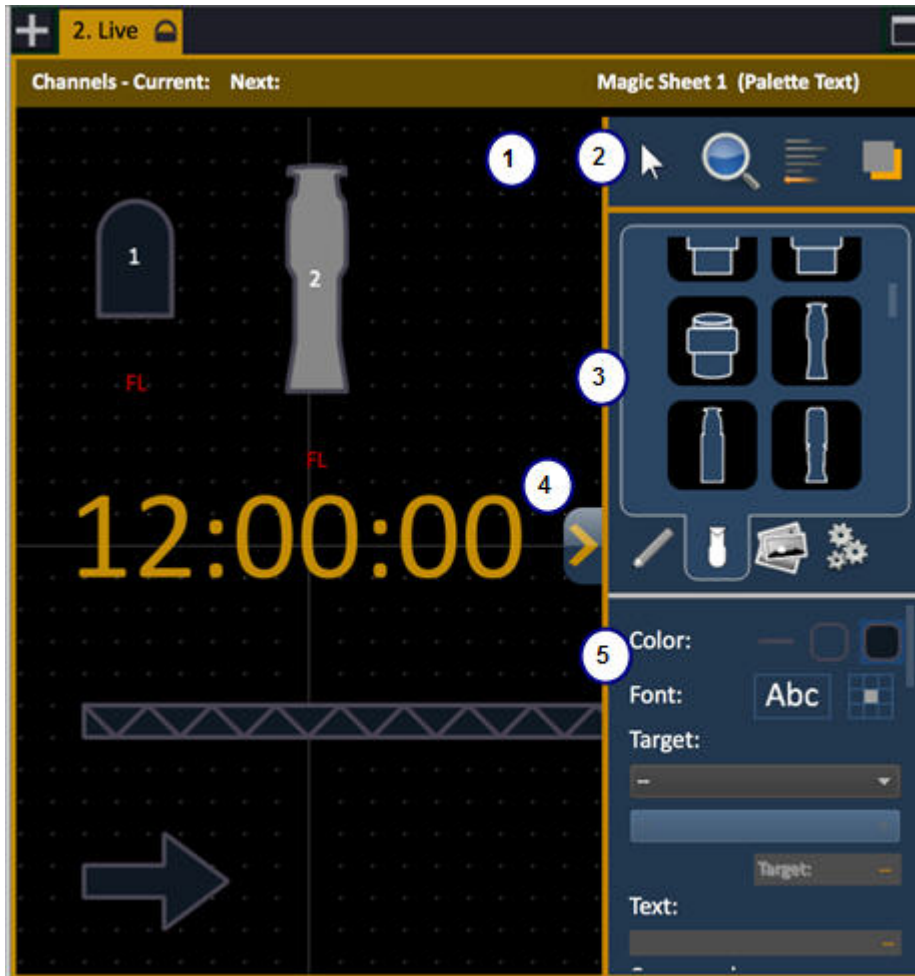 2. Live
Channels - Current: Next:
Magic Sheet 1 (Palette Text)
1
2
1
2
3
FL
FL
4
12:00:00
5
Color:
Font:
Abc
Target:
--
Target:
--
Text:
--